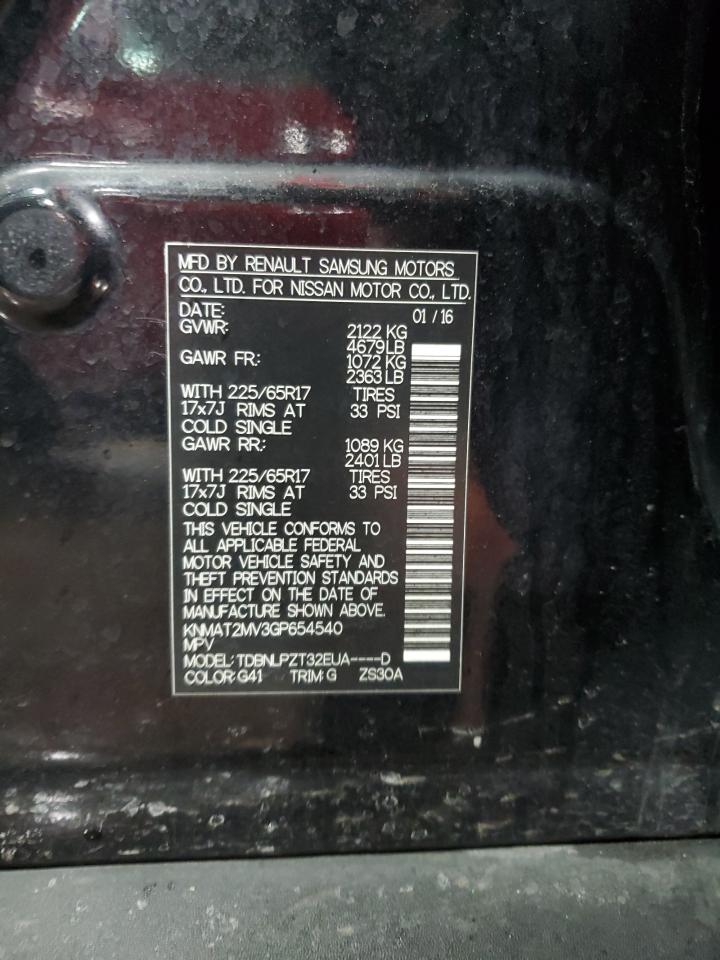 MFD BY RENAULT SAMSUNG MOTORS
CO., LTD. FOR NISSAN MOTOR CO., LTD.
DATE: 01 / 16
GVWR: 2122 KG
4679LB
GAWR FR.: 1072 KG
2363 LB
WITH 225/65R17 TIRES
17x7J RIMS AT 33 PSI
COLD SINGLE
GAWR RR.: 1089 KG
2401 LB
WITH 225/65R17 TIRES
17x7J RIMS AT 33 PSI
COLD SINGLE
THIS VEHICLE CONFORMS TO
ALL APPLICABLE FEDERAL
MOTOR VEHICLE SAFETY AND
THEFT PREVENTION STANDARDS
IN EFFECT ON THE DATE OF
MANUFACTURE SHOWN ABOVE.
KNMAT2MV3GP654540
MPV
MODEL: TDBNLPZT32EUA----D
COLOR: G41 TRIM: G ZS30A